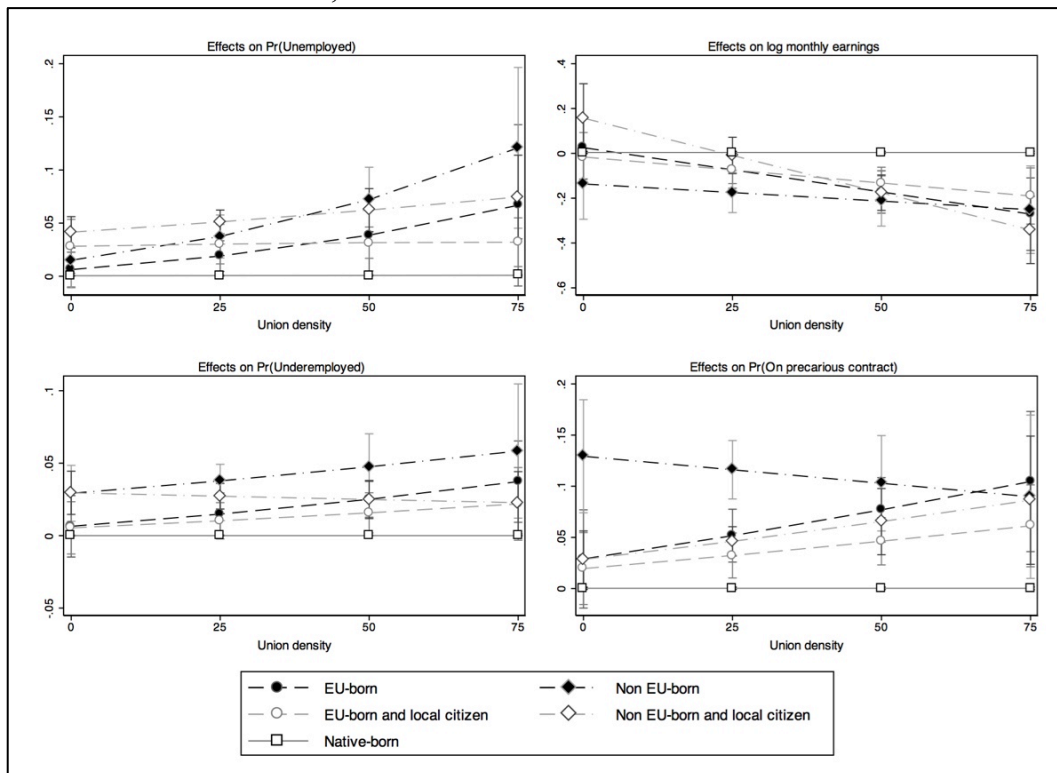 Effects on Pr(Unemployed)
.2
.15
.1
.05
0
0 25 50 75
Union density
Effects on log monthly earnings
.4
.2
0
-.2
-.4
-.6
0 25 50 75
Union density
Effects on Pr(Underemployed)
.1
.05
0
-.05
0 25 50 75
Union density
Effects on Pr(On precarious contract)
.2
.15
.1
.05
0
0 25 50 75
Union density
EU-born Non EU-born
EU-born and local citizen Non EU-born and local citizen
Native-born